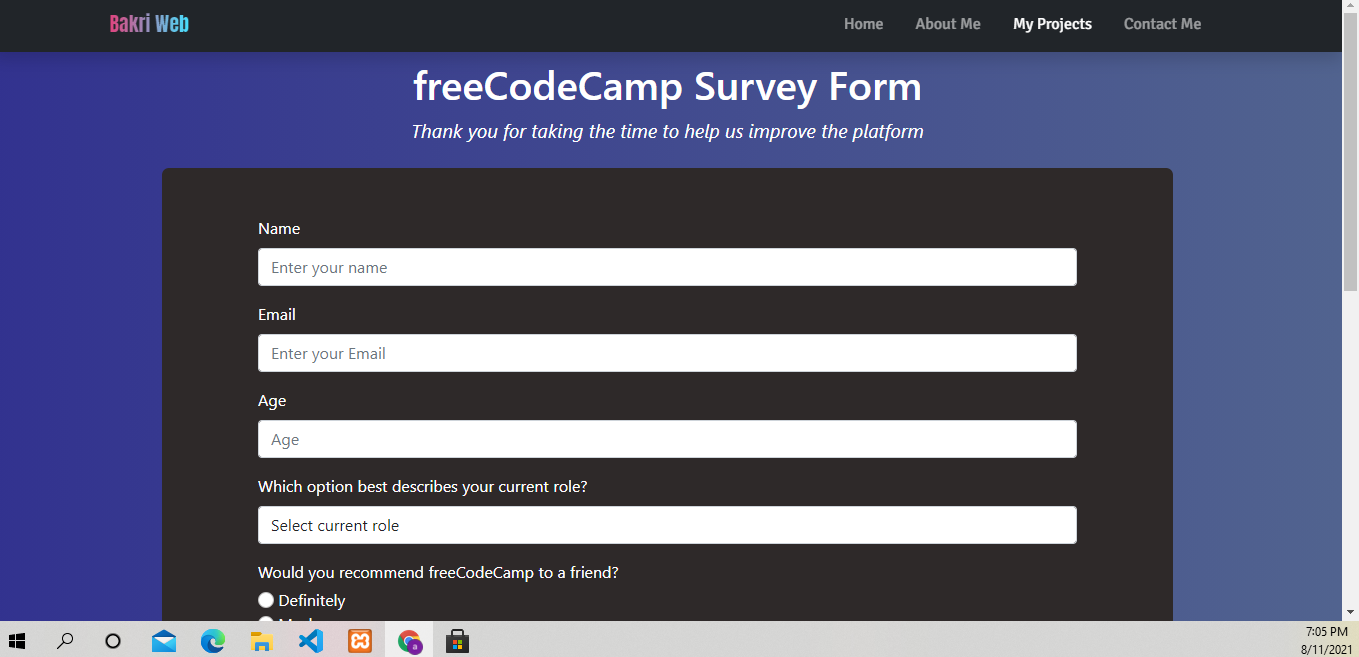 Bakri Web
Home About Me My Projects Contact Me
freeCodeCamp Survey Form
Thank you for taking the time to help us improve the platform
Name
Enter your name
Email
Enter your Email
Age
Age
Which option best describes your current role?
Select current role
Would you recommend freeCodeCamp to a friend?
Definitely
a
7:05 PM
8/11/2021